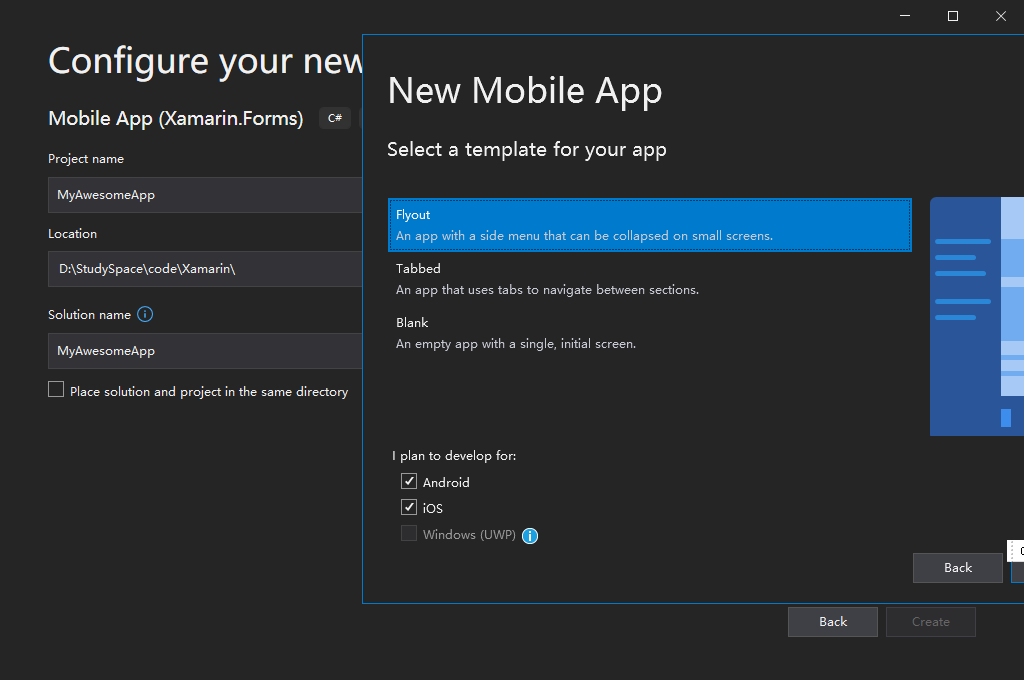 Configure your new
Mobile App (Xamarin.Forms)
C#
Project name
MyAwesomeApp
Location
D:\StudySpace\code\Xamarin\
Solution name
MyAwesomeApp
Place solution and project in the same directory
New Mobile App
Select a template for your app
Flyout
An app with a side menu that can be collapsed on small screens.
Tabbed
An app that uses tabs to navigate between sections.
Blank
An empty app with a single, initial screen.
I plan to develop for:
Android
iOS
Windows (UWP)
Back
Back
Create